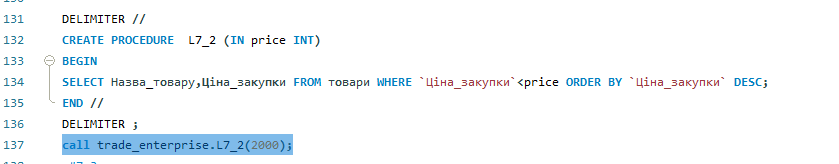 131 DELIMITER //
132 CREATE PROCEDURE L7_2 (IN price INT)
133 BEGIN
134 SELECT Назва_товару,Ціна_закупки FROM товари WHERE `Ціна_закупки`<price ORDER BY `Ціна_закупки` DESC;
135 END //
136 DELIMITER ;
137 call trade_enterprise.L7_2(2000);